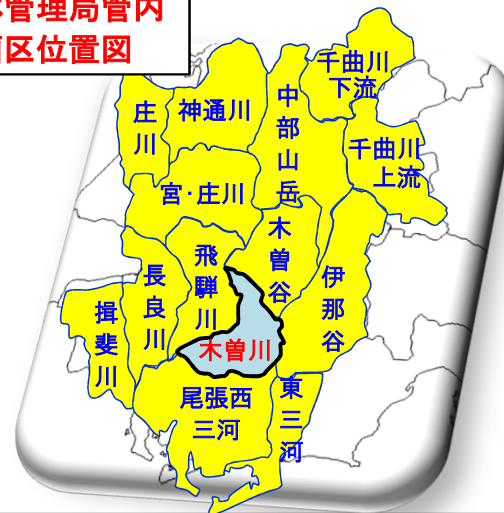 管理局管内
区位置図
千曲川
下流
中部山岳
庄川
神通川
千曲川
上流
宮・庄川
木曽谷
飛騨川
伊那谷
長良川
揖斐川
木曽川
尾張西
三河
東三河